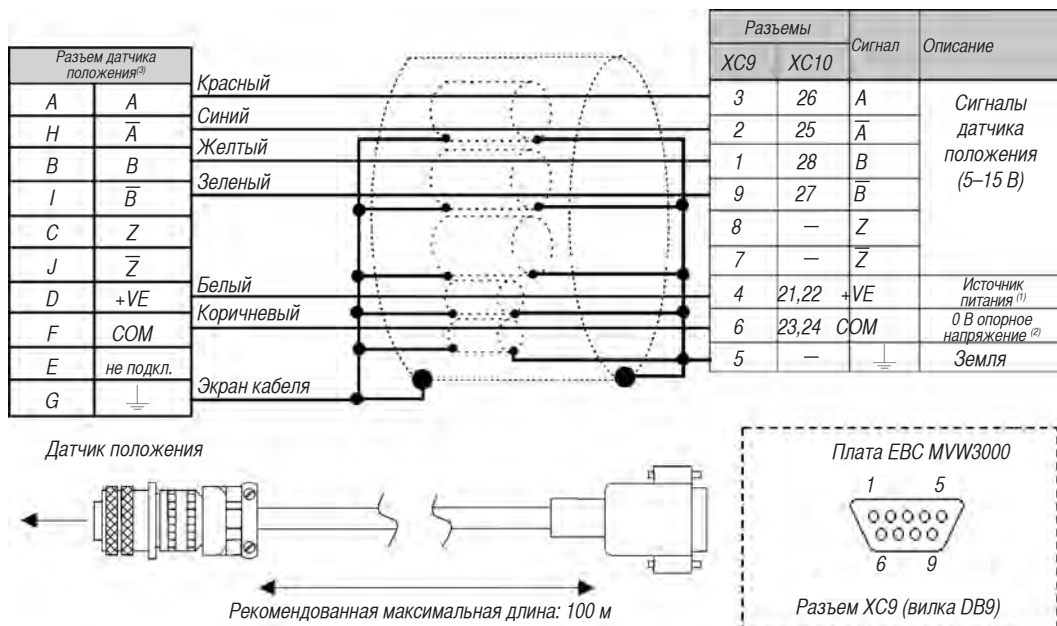 Разъем датчика
положения(3)
A A
H A̅
B B
I B̅
C Z
J Z̅
D +VE
F COM
E не подкл.
G
Красный
Синий
Желтый
Зеленый
Белый
Коричневый
Экран кабеля
Разъемы Сигнал Описание
XC9 XC10
3 26 A
2 25 A̅
1 28 B
9 27 B̅
8 — Z
7 — Z̅
4 21,22 +VE
6 23,24 COM
5 —
Сигналы
датчика
положения
(5–15 В)
Источник
питания (1)
0 В опорное
напряжение (2)
Земля
Датчик положения
Рекомендованная максимальная длина: 100 м
Плата EBC MVW3000
1 5
6 9
Разъем XC9 (вилка DB9)